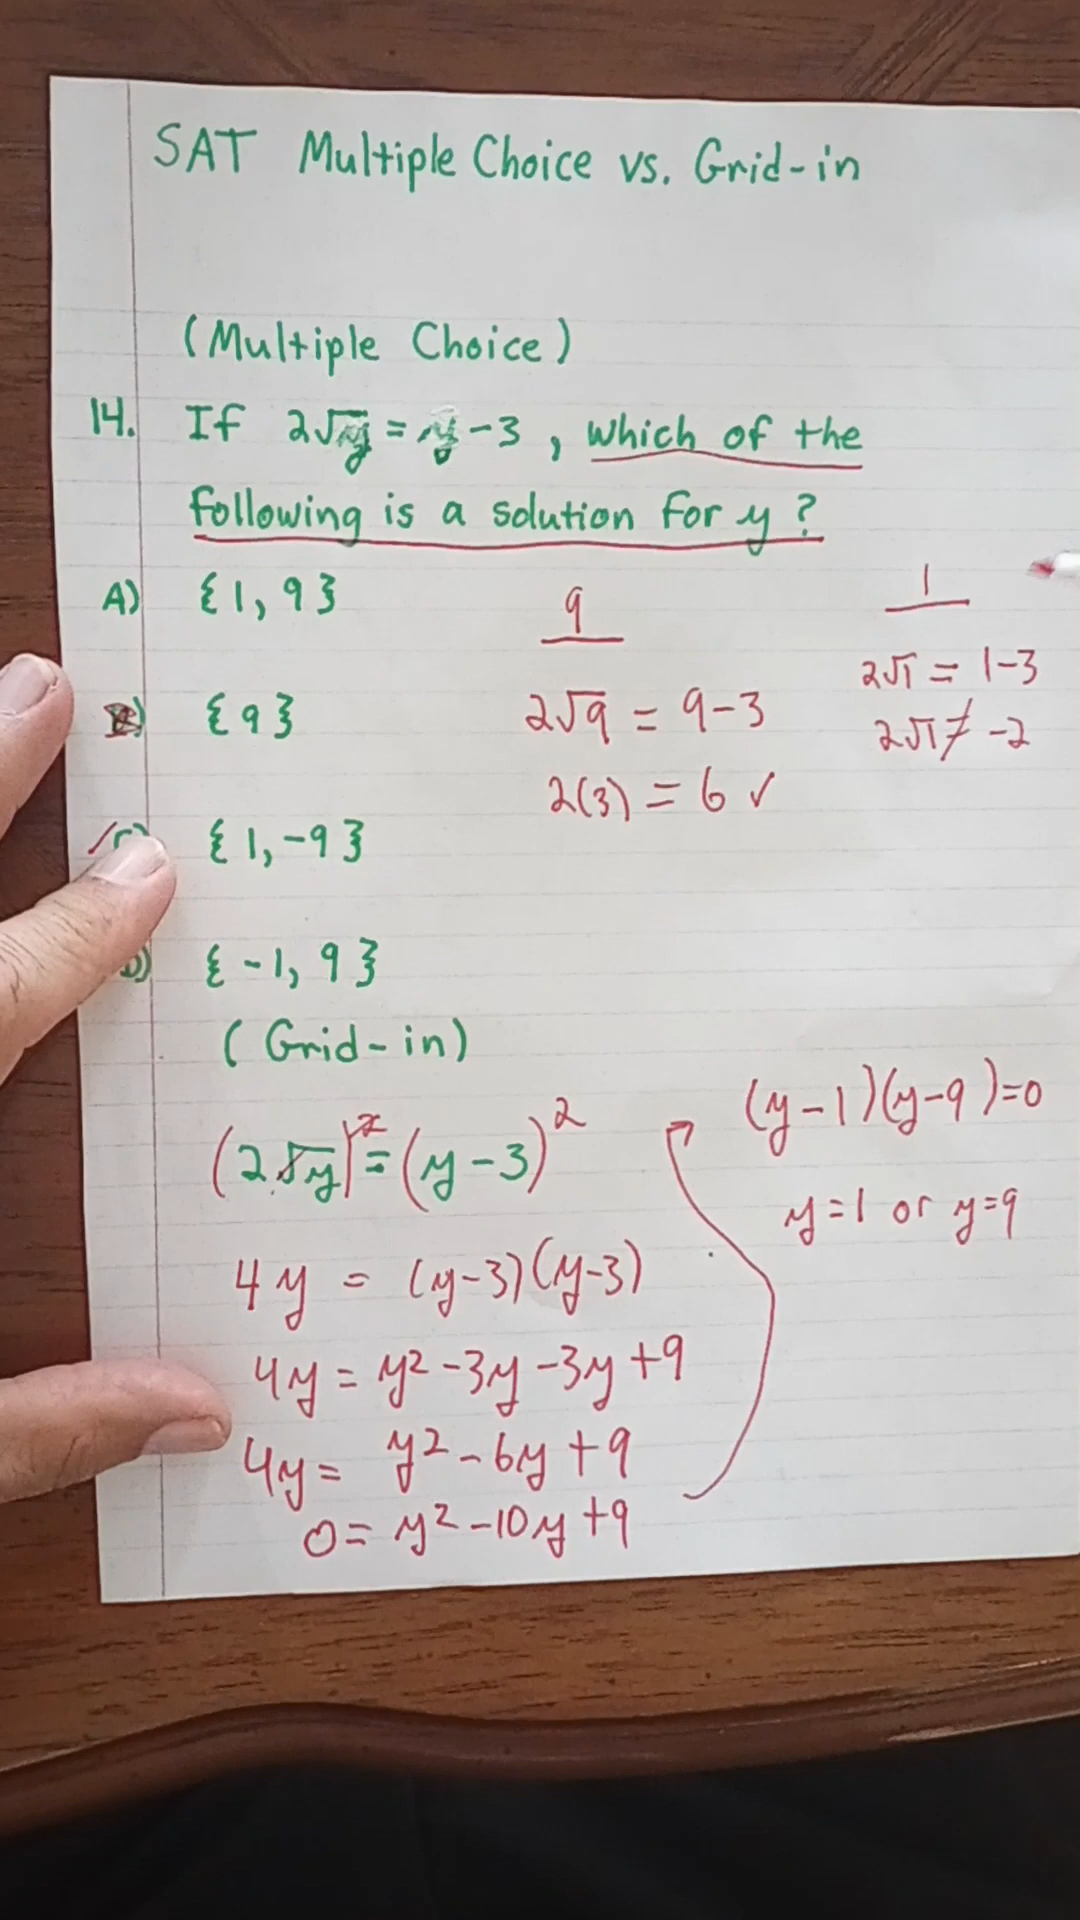 SAT Multiple Choice vs. Grid-in
(Multiple Choice)
14. If 2√y = y - 3, which of the
following is a solution for y?
A) {1, 9}
{9}
{1, -9}
D) {-1, 9}
9
2√9 = 9-3
2(3) = 6 ✓
1
2√1 = 1-3
2√1 ≠ -2
(Grid-in)
(2√y)² = (y-3)²
4y = (y-3)(y-3)
4y = y² -3y -3y +9
4y = y² -6y +9
0 = y² -10y +9
(y-1)(y-9)=0
y=1 or y=9